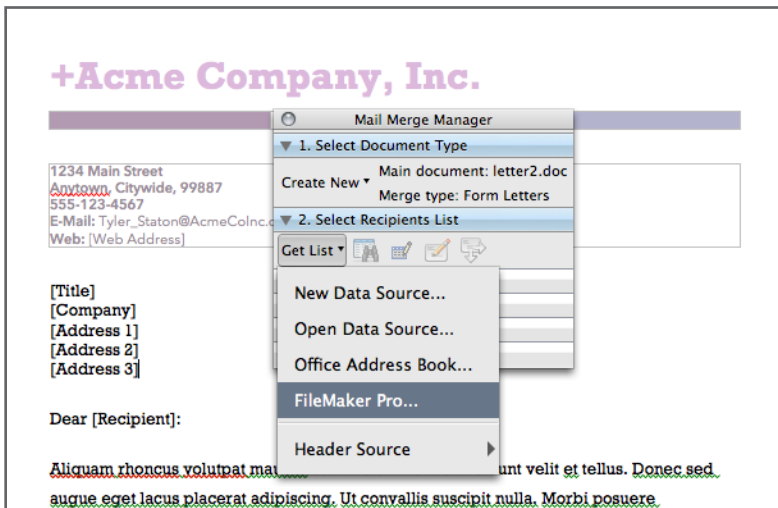 +Acme Company, Inc.
Mail Merge Manager
1. Select Document Type
Create New
Main document: letter2.doc
Merge type: Form Letters
2. Select Recipients List
Get List
New Data Source...
Open Data Source...
Office Address Book...
FileMaker Pro...
Header Source
1234 Main Street
Anytown, Citywide, 99887
555-123-4567
E-Mail: Tyler_Staton@AcmeCoInc.c
Web: [Web Address]
[Title]
[Company]
[Address 1]
[Address 2]
[Address 3]
Dear [Recipient]:
Aliquam rhoncus volutpat velit et tellus. Donec sed
augue eget lacus placerat adipiscing. Ut convallis suscipit nulla. Morbi posuere